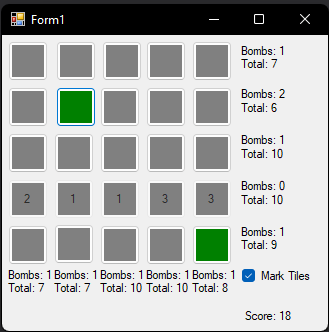 Form1
Bombs: 1
Total: 7
Bombs: 2
Total: 6
Bombs: 1
Total: 10
2 1 1 3 3
Bombs: 0
Total: 10
Bombs: 1
Total: 9
Bombs: 1 Bombs: 1 Bombs: 1 Bombs: 1 Bombs: 1
Total: 7 Total: 7 Total: 10 Total: 10 Total: 8
Mark Tiles
Score: 18